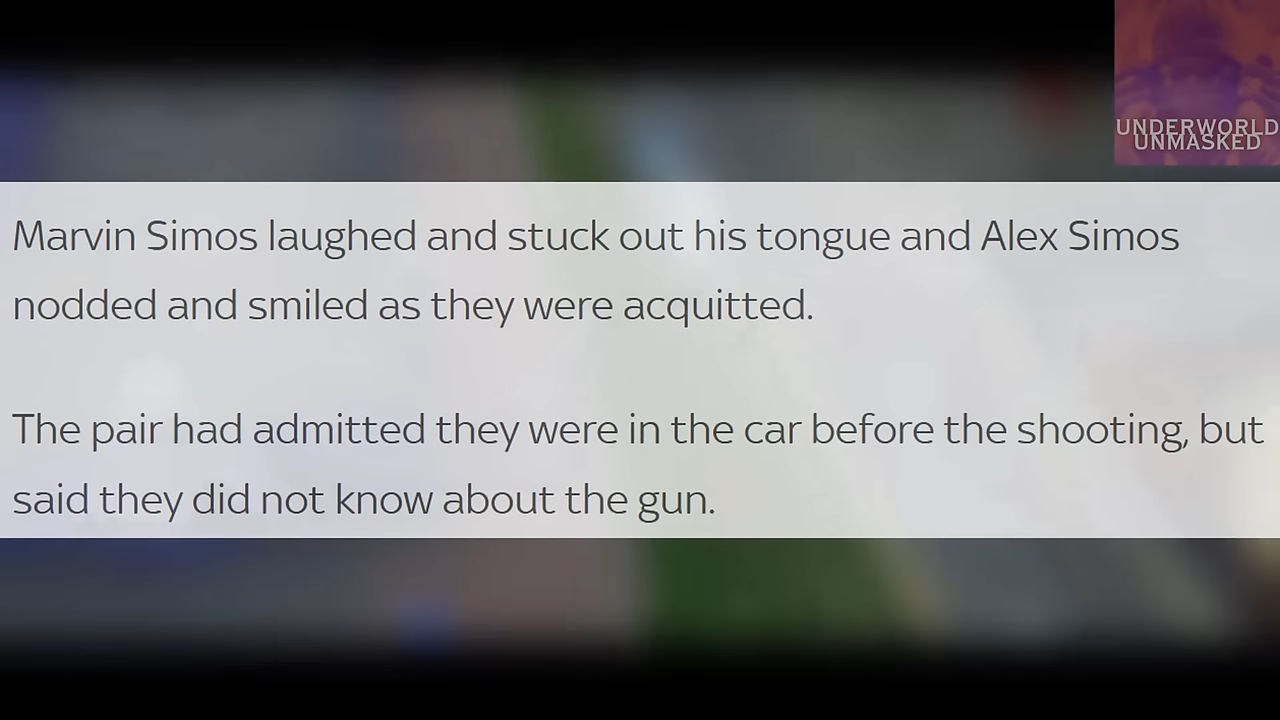 UNDERWORLD
UNMASKED
Marvin Simos laughed and stuck out his tongue and Alex Simos
nodded and smiled as they were acquitted.
The pair had admitted they were in the car before the shooting, but
said they did not know about the gun.